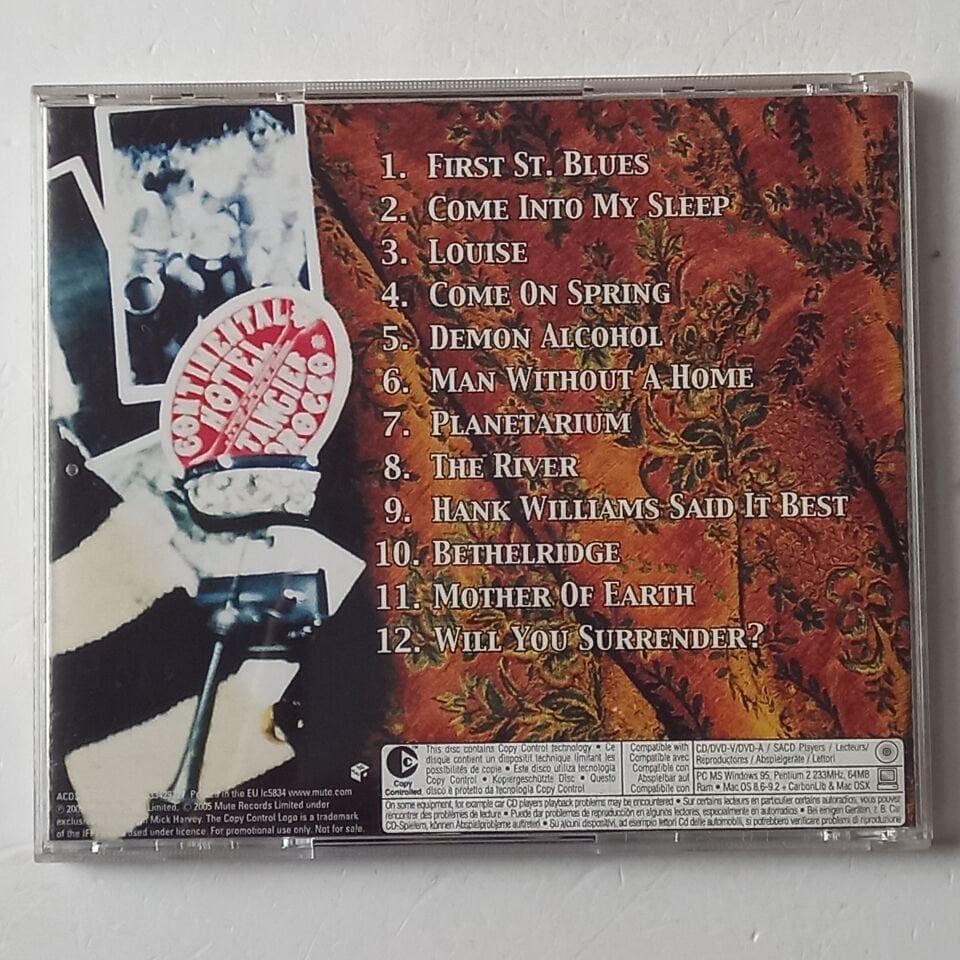 1. FIRST ST. BLUES
2. COME INTO MY SLEEP
3. LOUISE
4. COME ON SPRING
5. DEMON ALCOHOL
6. MAN WITHOUT A HOME
7. PLANETARIUM
8. THE RIVER
9. HANK WILLIAMS SAID IT BEST
10. BETHELRIDGE
11. MOTHER OF EARTH
12. WILL YOU SURRENDER?
CONTINENTAL
HOTEL
TANGIER
Copy
Controlled
This disc contains Copy Control technology • Ce
disque contient un dispositif technique limitant les
possibilités de copie • Este disco utiliza tecnología
Copy Control • Kopiergeschützte Disc • Questo
disco è protetto da tecnologia Copy Control
Compatible with
Compatible avec
Compatible con
Abspielbar auf
Compatibile con
CD/DVD-V/DVD-A / SACD Players / Lecteurs/
Reproductores / Abspielgeräte / Lettori
PC MS Windows 95, Pentium 2 233MHz, 64MB
Ram • Mac OS 8.6-9.2 + CarbonLib & Mac OSX
On some equipment, for example car CD players playback problems may be encountered • Sur certains lecteurs en particulier certains autoradios, vous pouvez
rencontrer des problèmes de lecture • Puede dar problemas de reproducción en algunos lectores, especialmente en automóviles • Bei einigen Geräten, z. B. Car
CD-Spielern, können Abspielprobleme auftreten • Su alcuni dispositivi, ad esempio lettori Cd delle automobili, si potrebbero verificare problemi di riproduzione
in the EU lc5834 www.mute.com
Limited, © 2005 Mute Records Limited under
Mick Harvey. The Copy Control Logo is a trademark
of the used under licence. For promotional use only. Not for sale.